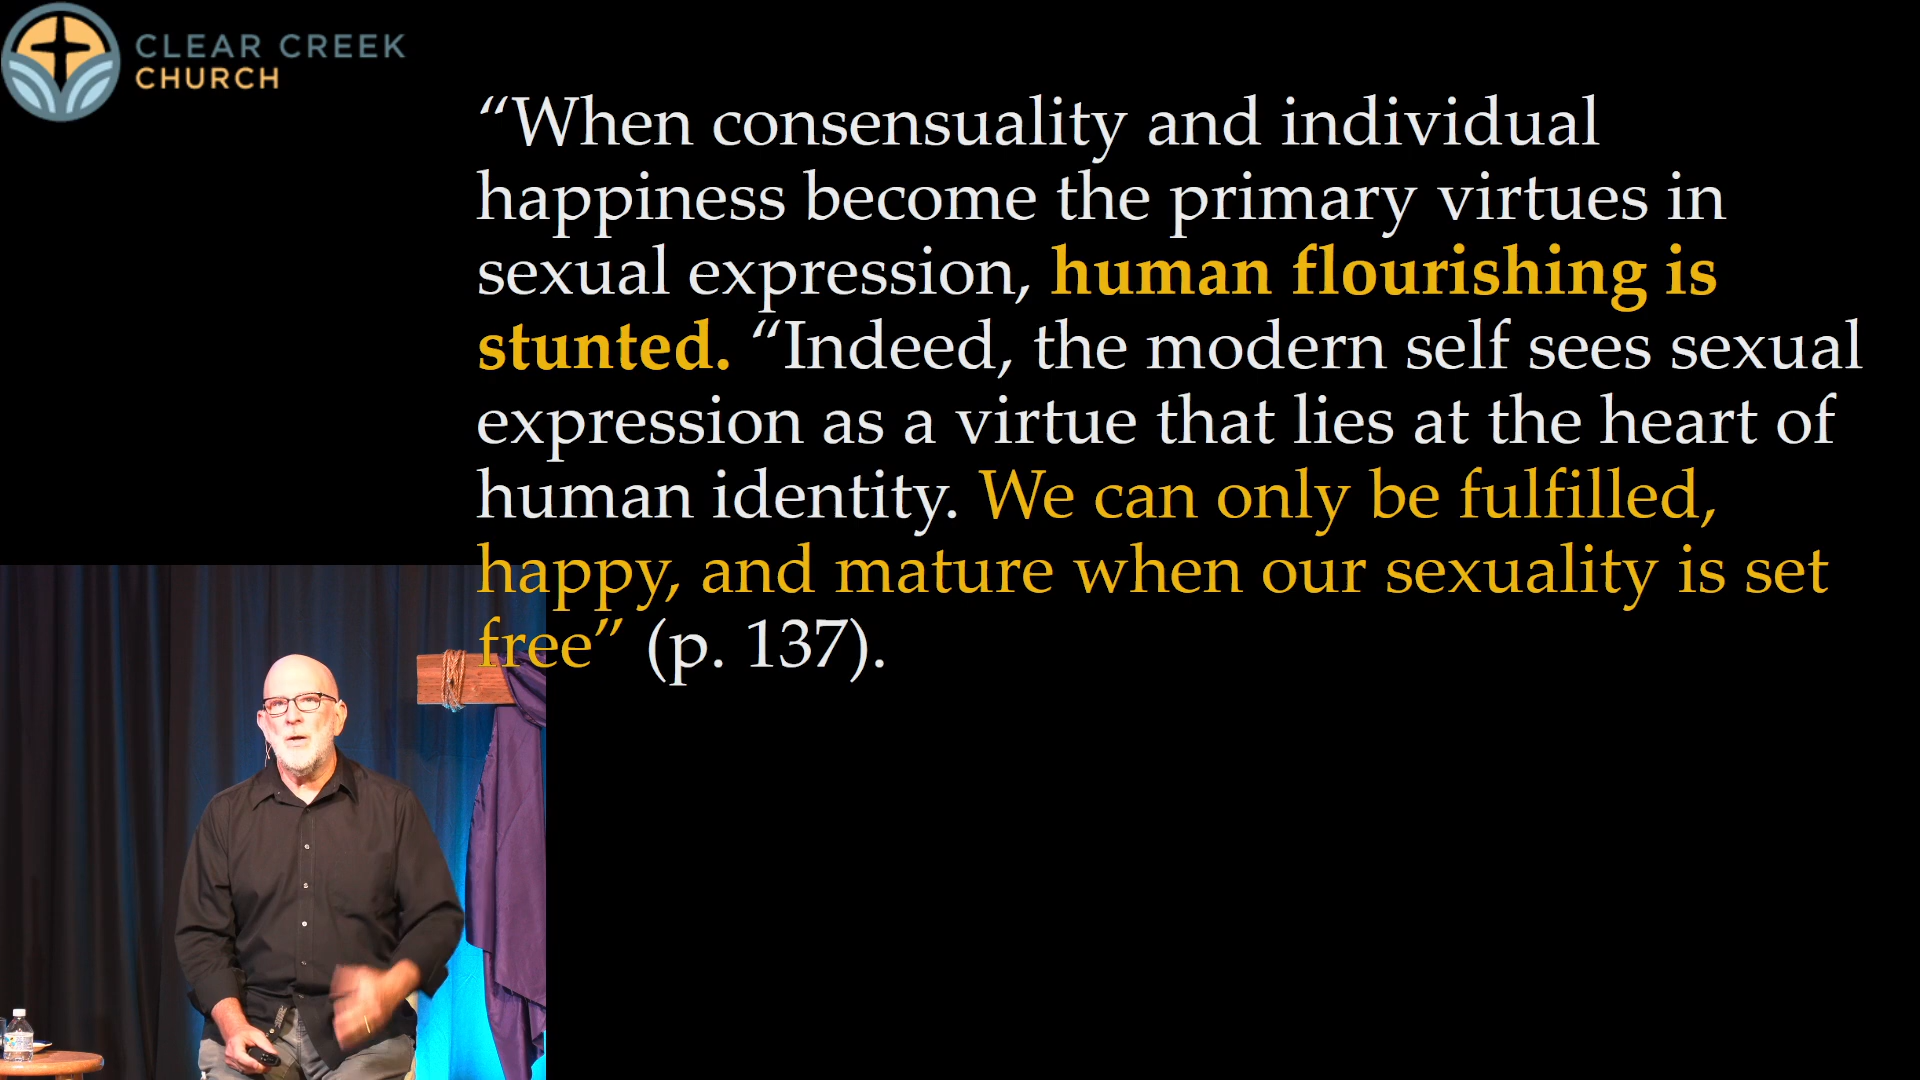 CLEAR CREEK
CHURCH
“When consensuality and individual
happiness become the primary virtues in
sexual expression, human flourishing is
stunted. “Indeed, the modern self sees sexual
expression as a virtue that lies at the heart of
human identity. We can only be fulfilled,
happy, and mature when our sexuality is set
free” (p. 137).